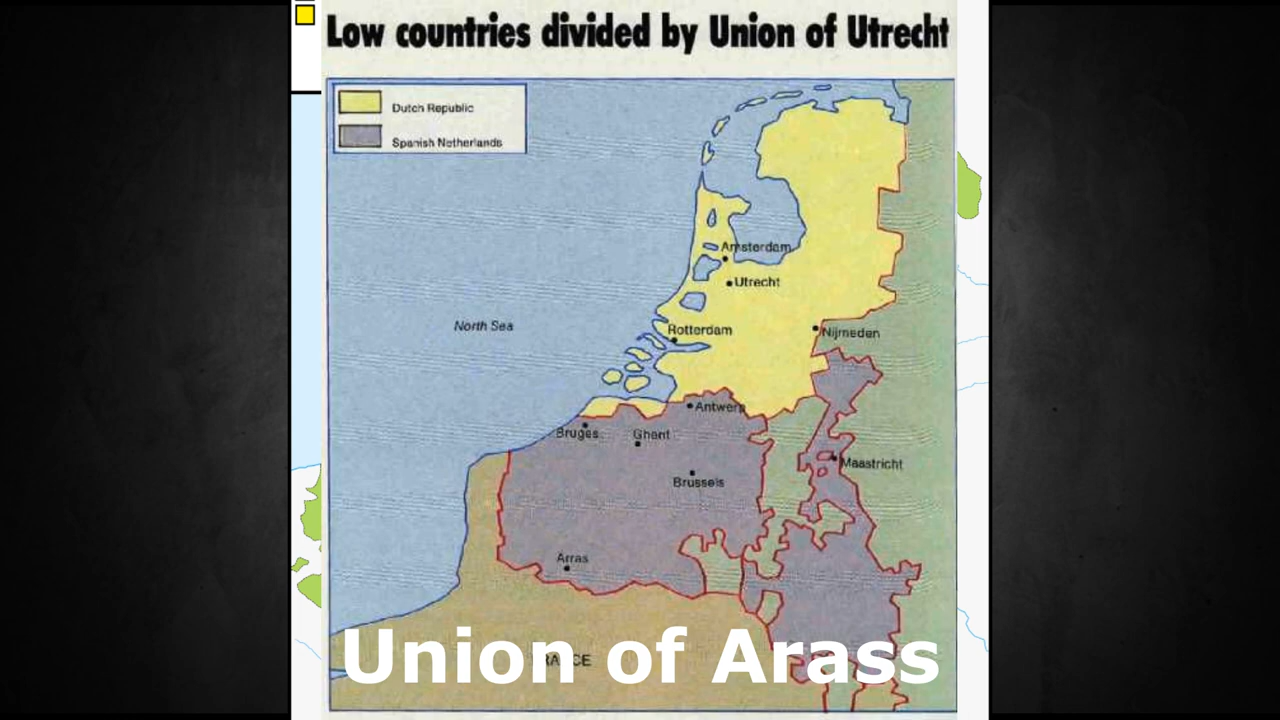 Low countries divided by Union of Utrecht
Dutch Republic
Spanish Netherlands
Amsterdam
Utrecht
North Sea
Rotterdam
Nijmeden
Antwerp
Bruges
Ghent
Maastricht
Brussels
Arras
Union of Arass